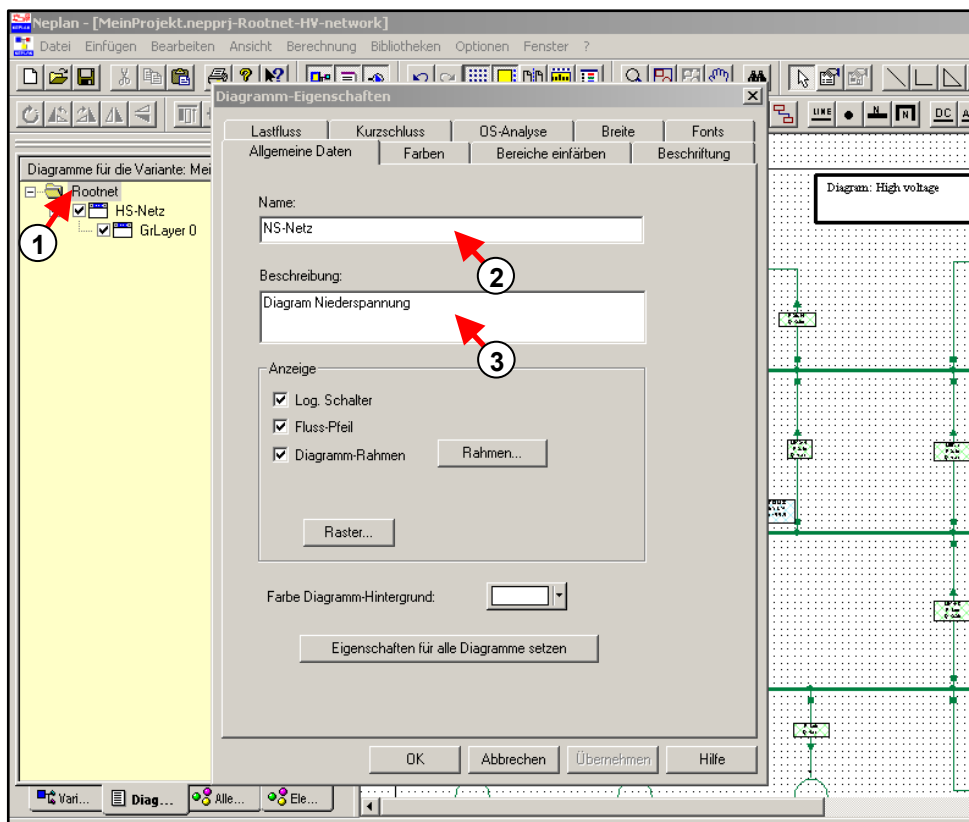 Neplan - [MeinProjekt.nepprj-Rootnet-HV-network]
Datei Einfügen Bearbeiten Ansicht Berechnung Bibliotheken Optionen Fenster ?
Diagramm-Eigenschaften
LINE
N
N
DC
Lastfluss Kurzschluss OS-Analyse Breite Fonts
Allgemeine Daten Farben Bereiche einfärben Beschriftung
Diagramme für die Variante: Mei
Rootnet
HS-Netz
GrLayer 0
1
Name:
NS-Netz
2
Beschreibung:
Diagram Niederspannung
3
Anzeige
Log. Schalter
Fluss-Pfeil
Diagramm-Rahmen
Rahmen...
Raster...
Farbe Diagramm-Hintergrund:
Eigenschaften für alle Diagramme setzen
OK Abbrechen Übernehmen Hilfe
Diagram: High voltage
Vari... Diag... Alle... Ele...